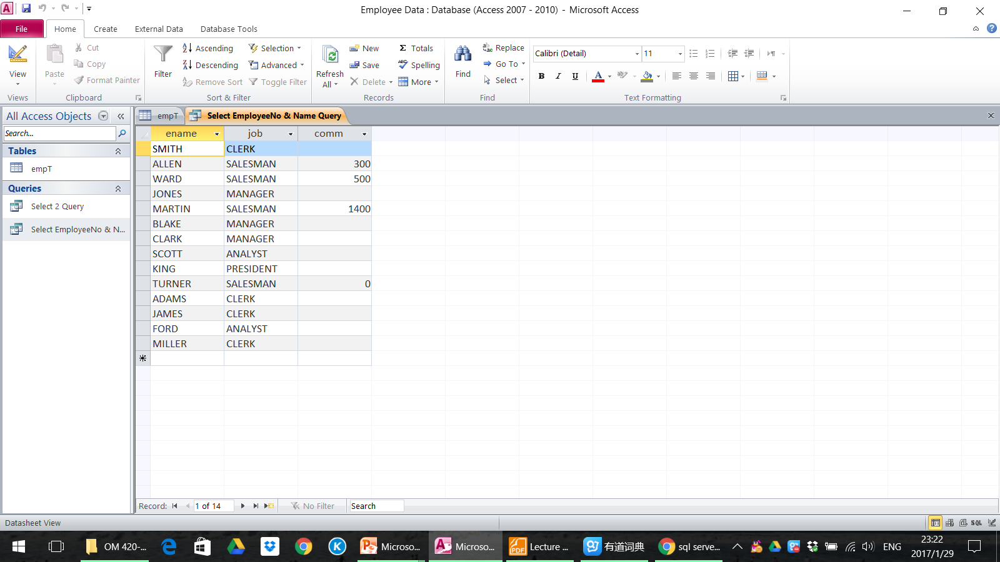 Employee Data : Database (Access 2007 - 2010) - Microsoft Access
File Home Create External Data Database Tools
View
Views
Paste
Cut
Copy
Format Painter
Clipboard
Filter
Ascending
Descending
Remove Sort
Selection
Advanced
Toggle Filter
Sort & Filter
Refresh
All
New
Save
Delete
Totals
Spelling
More
Records
Find
Replace
Go To
Select
Find
Calibri (Detail) 11
B I U A
Text Formatting
All Access Objects
Search...
Tables
empT
Queries
Select 2 Query
Select EmployeeNo & N...
empT Select EmployeeNo & Name Query
ename job comm
SMITH CLERK
ALLEN SALESMAN 300
WARD SALESMAN 500
JONES MANAGER
MARTIN SALESMAN 1400
BLAKE MANAGER
CLARK MANAGER
SCOTT ANALYST
KING PRESIDENT
TURNER SALESMAN 0
ADAMS CLERK
JAMES CLERK
FORD ANALYST
MILLER CLERK
Record: 1 of 14 No Filter Search
Datasheet View SQL
OM 420-... Microso... Microso... Lecture ... 有道词典 sql serve... ENG
23:22
2017/1/29